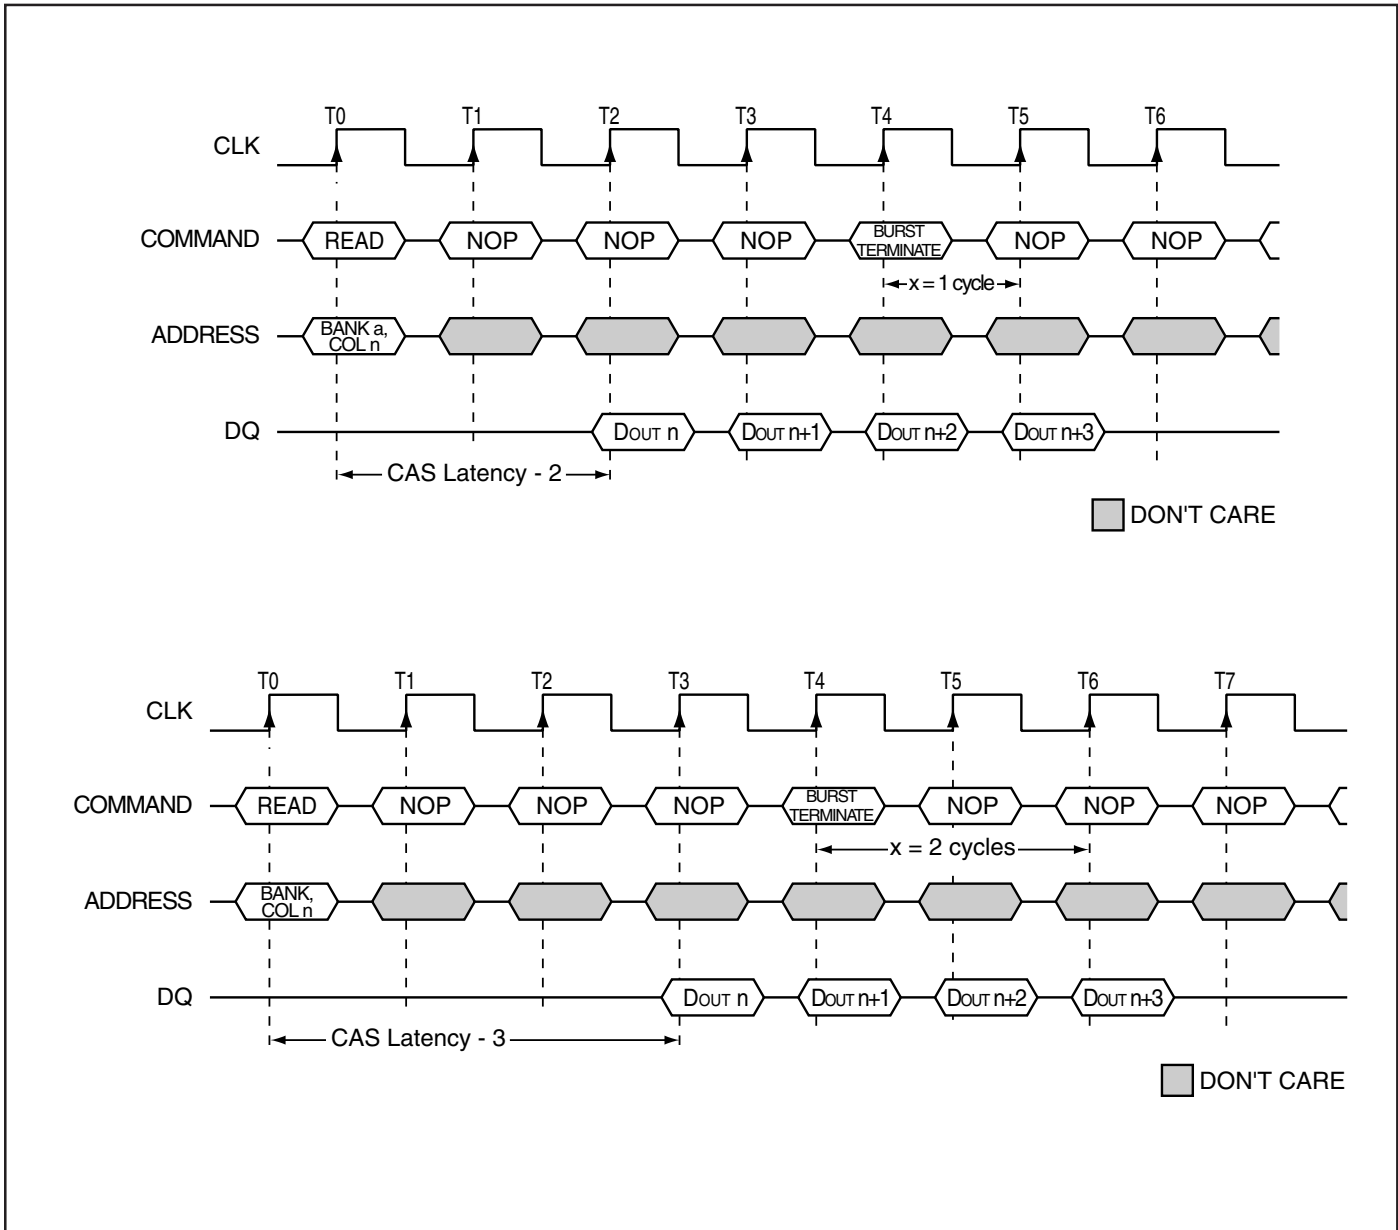 T0 T1 T2 T3 T4 T5 T6
CLK
COMMAND READ NOP NOP NOP BURST TERMINATE NOP NOP
x = 1 cycle
ADDRESS BANK a, COL n
DQ DOUT n DOUT n+1 DOUT n+2 DOUT n+3
CAS Latency - 2
DON'T CARE
T0 T1 T2 T3 T4 T5 T6 T7
CLK
COMMAND READ NOP NOP NOP BURST TERMINATE NOP NOP NOP
x = 2 cycles
ADDRESS BANK, COL n
DQ DOUT n DOUT n+1 DOUT n+2 DOUT n+3
CAS Latency - 3
DON'T CARE